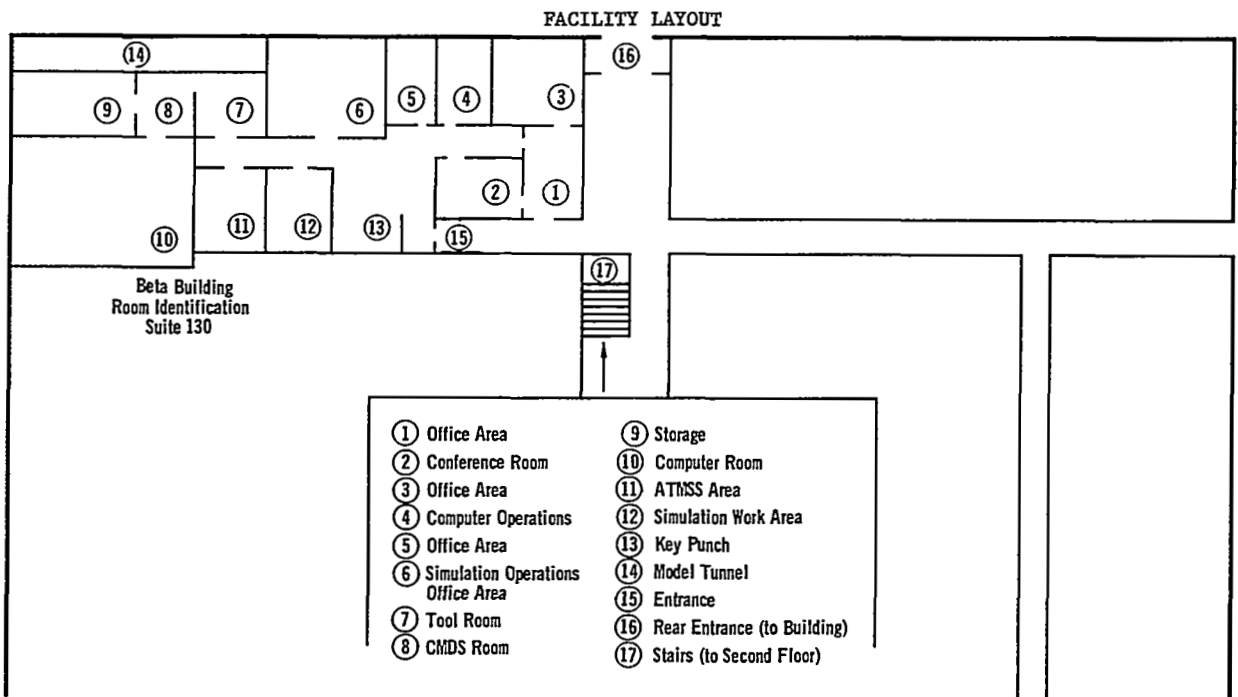 FACILITY LAYOUT
14
16
9
8
7
6
5
4
3
2
1
11
12
13
15
10
17
Beta Building
Room Identification
Suite 130
1 Office Area
2 Conference Room
3 Office Area
4 Computer Operations
5 Office Area
6 Simulation Operations
Office Area
7 Tool Room
8 CMDS Room
9 Storage
10 Computer Room
11 ATMSS Area
12 Simulation Work Area
13 Key Punch
14 Model Tunnel
15 Entrance
16 Rear Entrance (to Building)
17 Stairs (to Second Floor)